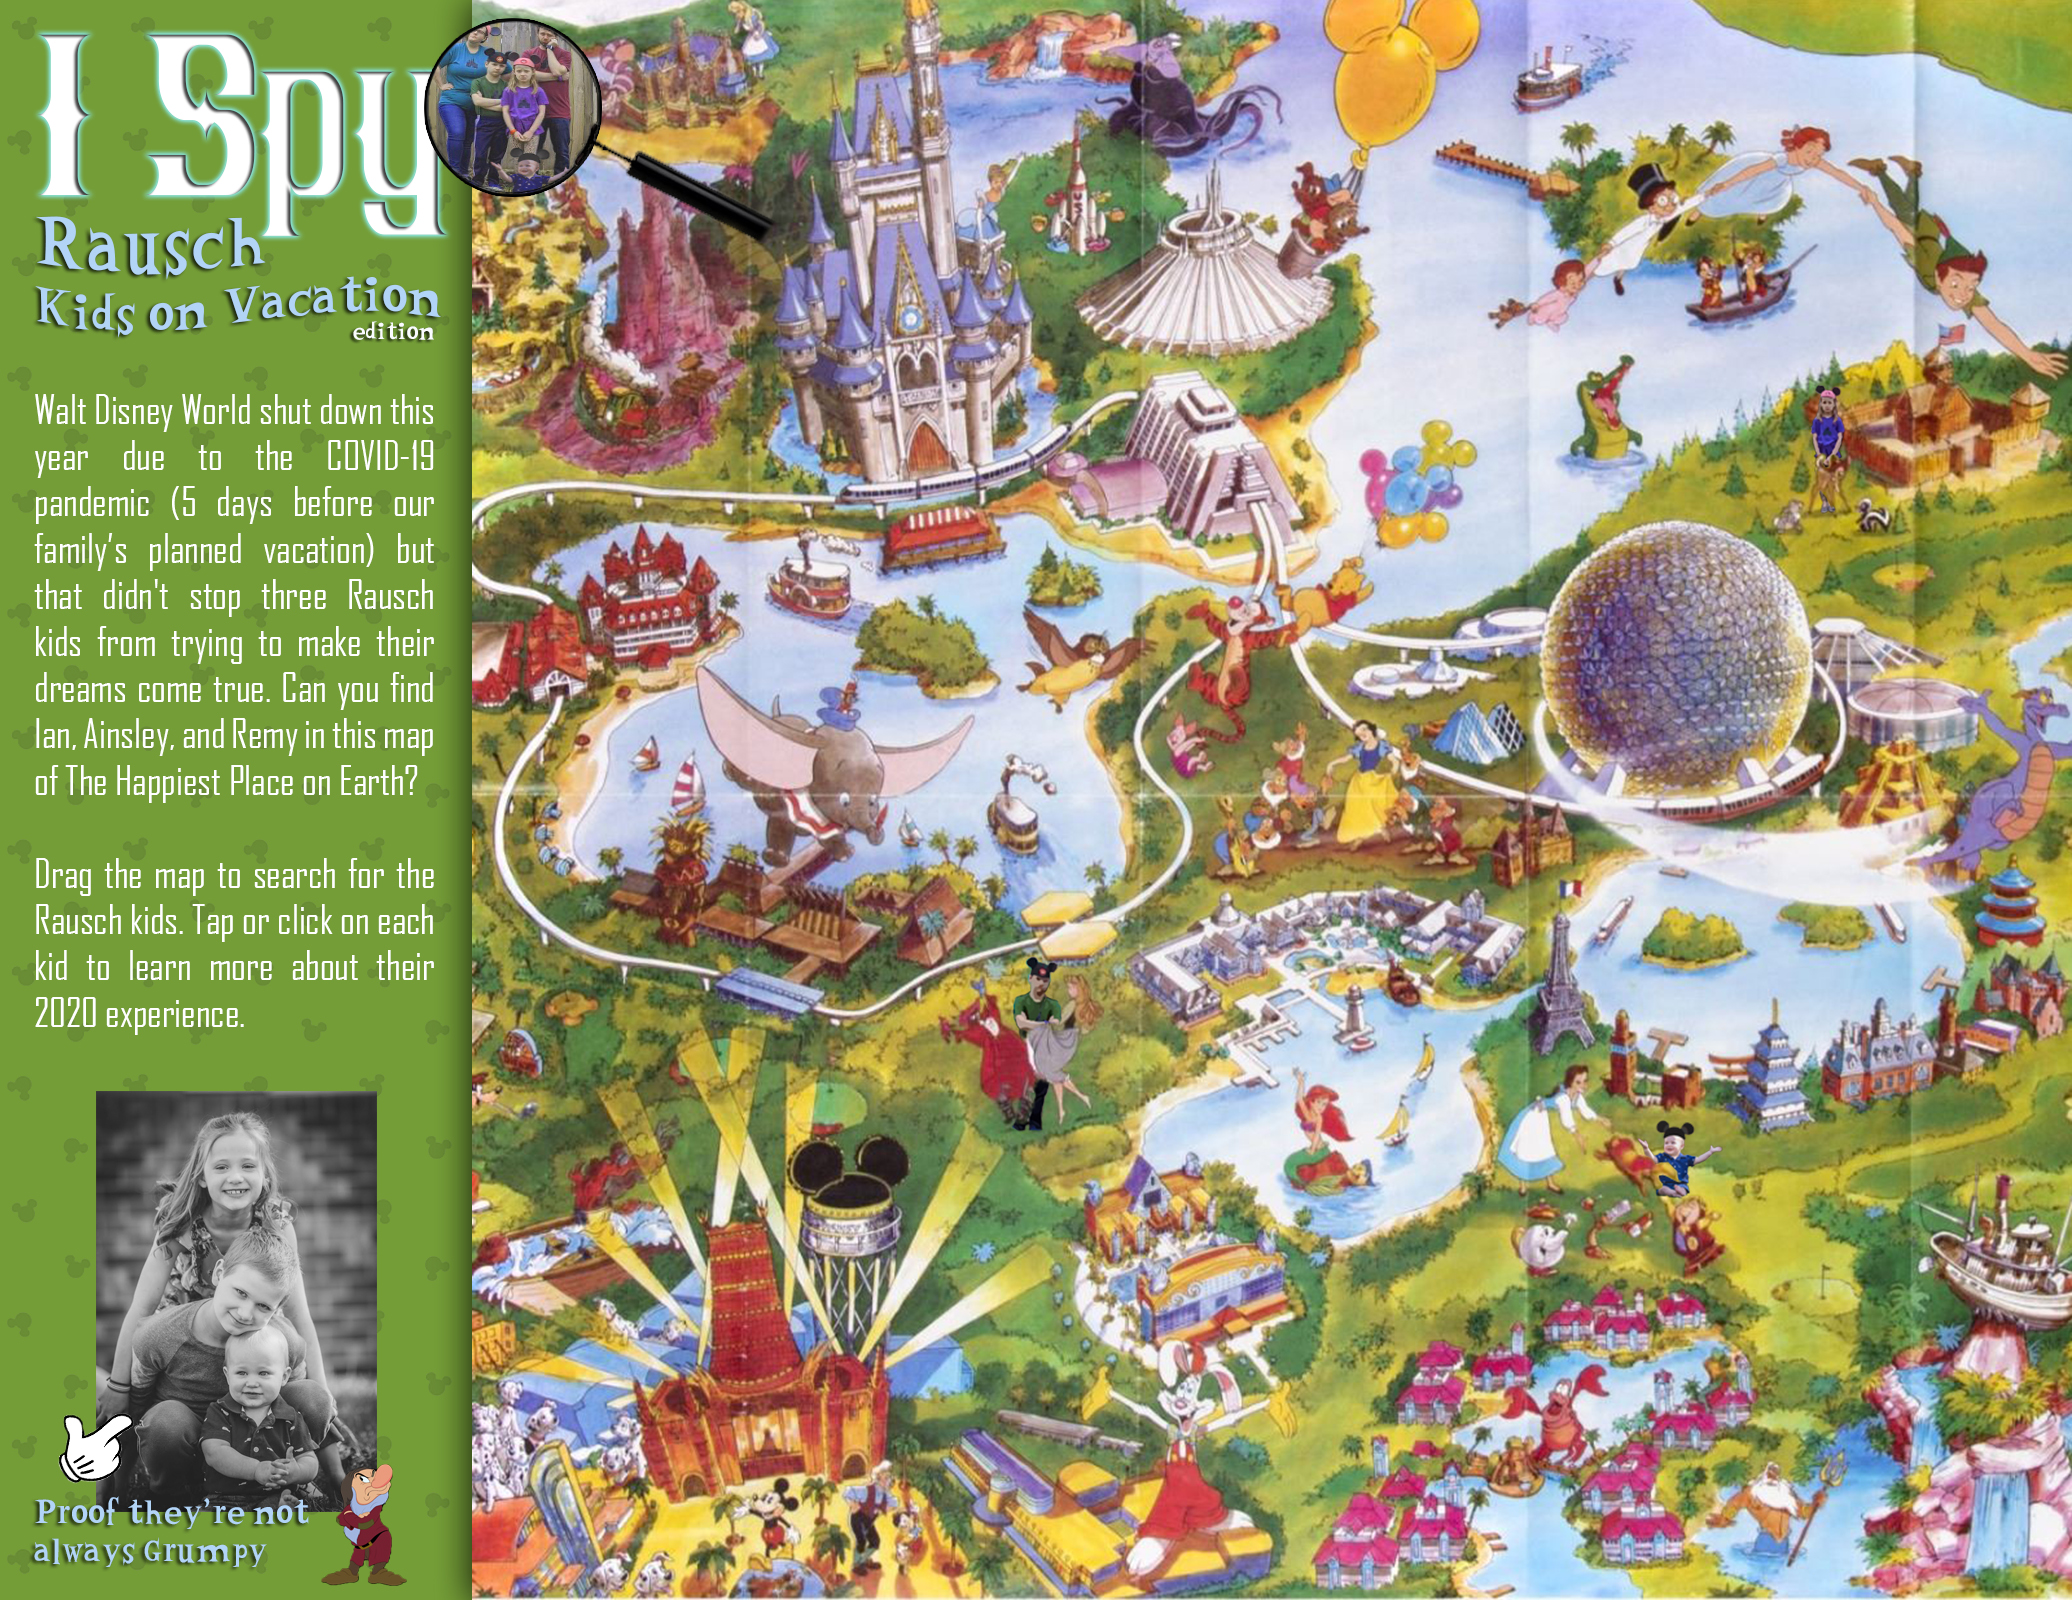 I Spy
Rausch
Kids on Vacation
edition
Walt Disney World shut down this
year due to the COVID-19
pandemic (5 days before our
family's planned vacation) but
that didn't stop three Rausch
kids from trying to make their
dreams come true. Can you find
Ian, Ainsley, and Remy in this map
of The Happiest Place on Earth?
Drag the map to search for the
Rausch kids. Tap or click on each
kid to learn more about their
2020 experience.
Proof they're not
always Grumpy